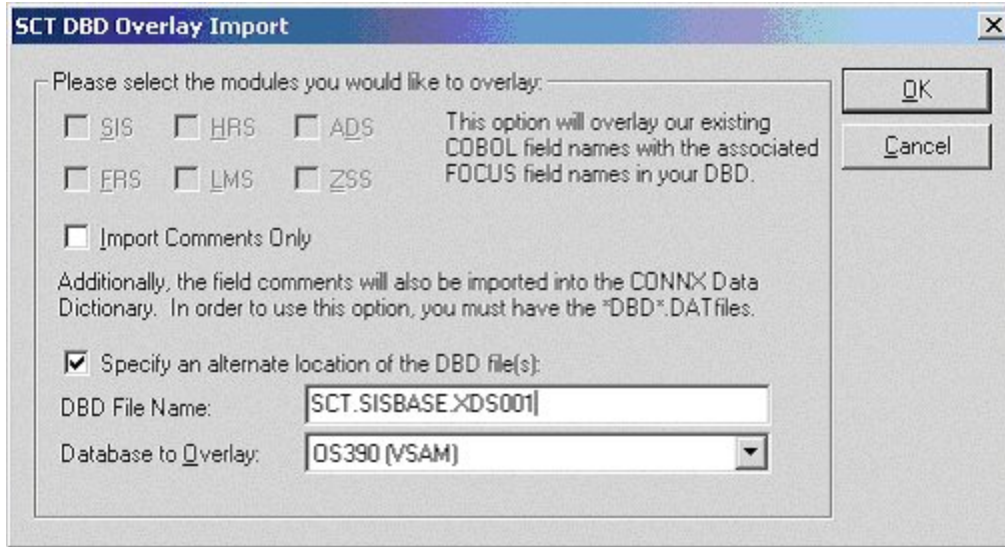 SCT DBD Overlay Import
Please select the modules you would like to overlay:
SIS HRS ADS
FRS LMS ZSS
This option will overlay our existing
COBOL field names with the associated
FOCUS field names in your DBD.
OK
Cancel
Import Comments Only
Additionally, the field comments will also be imported into the CONNX Data
Dictionary. In order to use this option, you must have the *DBD*.DATfiles.
Specify an alternate location of the DBD file(s):
DBD File Name: SCT.SISBASE.XDS001
Database to Overlay: OS390 (VSAM)